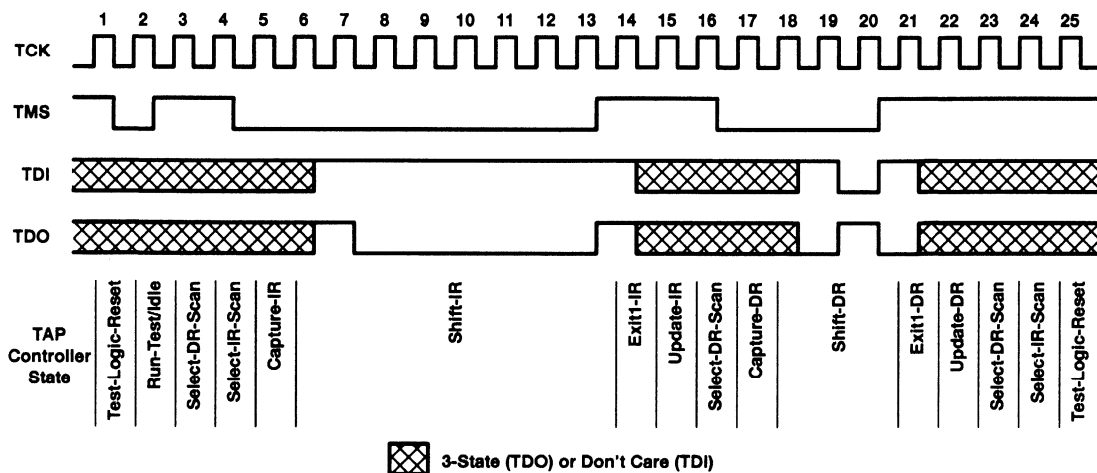 1 2 3 4 5 6 7 8 9 10 11 12 13 14 15 16 17 18 19 20 21 22 23 24 25
TCK
TMS
TDI
TDO
TAP
Controller
State
Test-Logic-Reset
Run-Test/Idle
Select-DR-Scan
Select-IR-Scan
Capture-IR
Shift-IR
Exit1-IR
Update-IR
Select-DR-Scan
Capture-DR
Shift-DR
Exit1-DR
Update-DR
Select-DR-Scan
Select-IR-Scan
Test-Logic-Reset
3-State (TDO) or Don't Care (TDI)